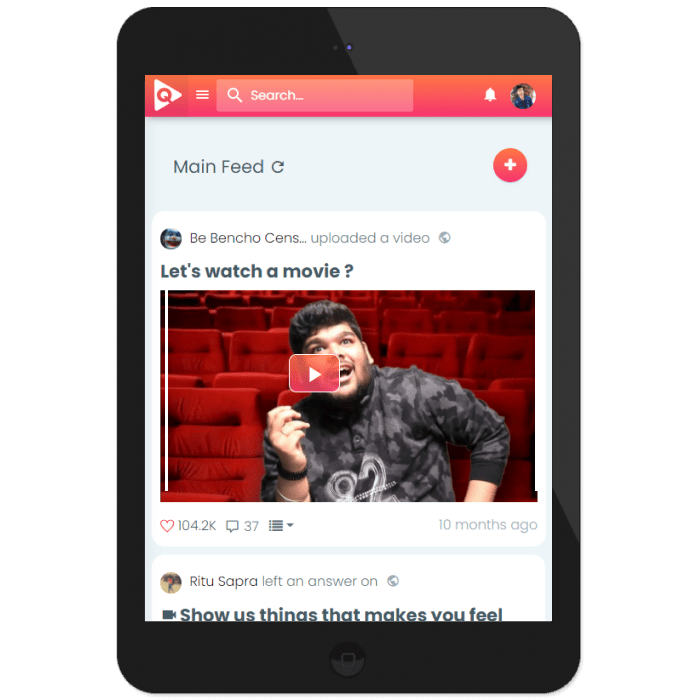 Q
Search...
Main Feed
Be Bencho Cens... uploaded a video
Let's watch a movie ?
92
104.2K 37 10 months ago
Ritu Sapra left an answer on
Show us things that makes you feel